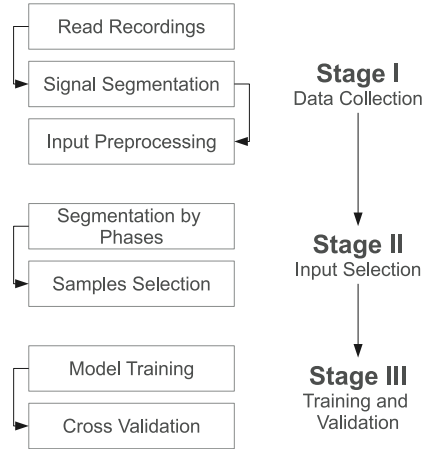 Read Recordings
Signal Segmentation
Input Preprocessing
Stage I
Data Collection
Segmentation by
Phases
Samples Selection
Stage II
Input Selection
Model Training
Cross Validation
Stage III
Training and
Validation